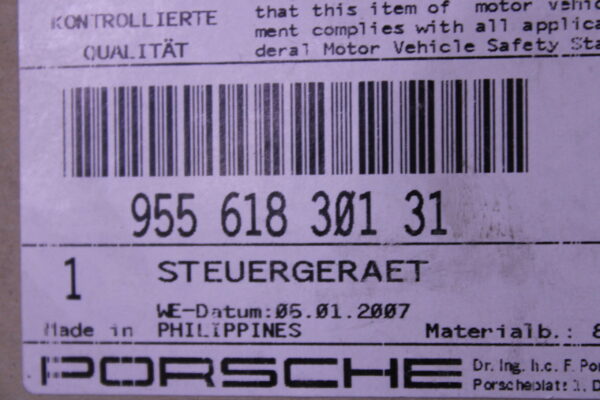 KONTROLLIERTE
QUALITÄT
that this item of motor vehic
ment complies with all applica
deral Motor Vehicle Safety Sta
955 618 301 31
1 STEUERGERAET
WE-Datum:05.01.2007
Made in PHILIPPINES Materialb.: 8
PORSCHE
Dr. Ing. h.c. F. Po
Porscheplatz 1, D